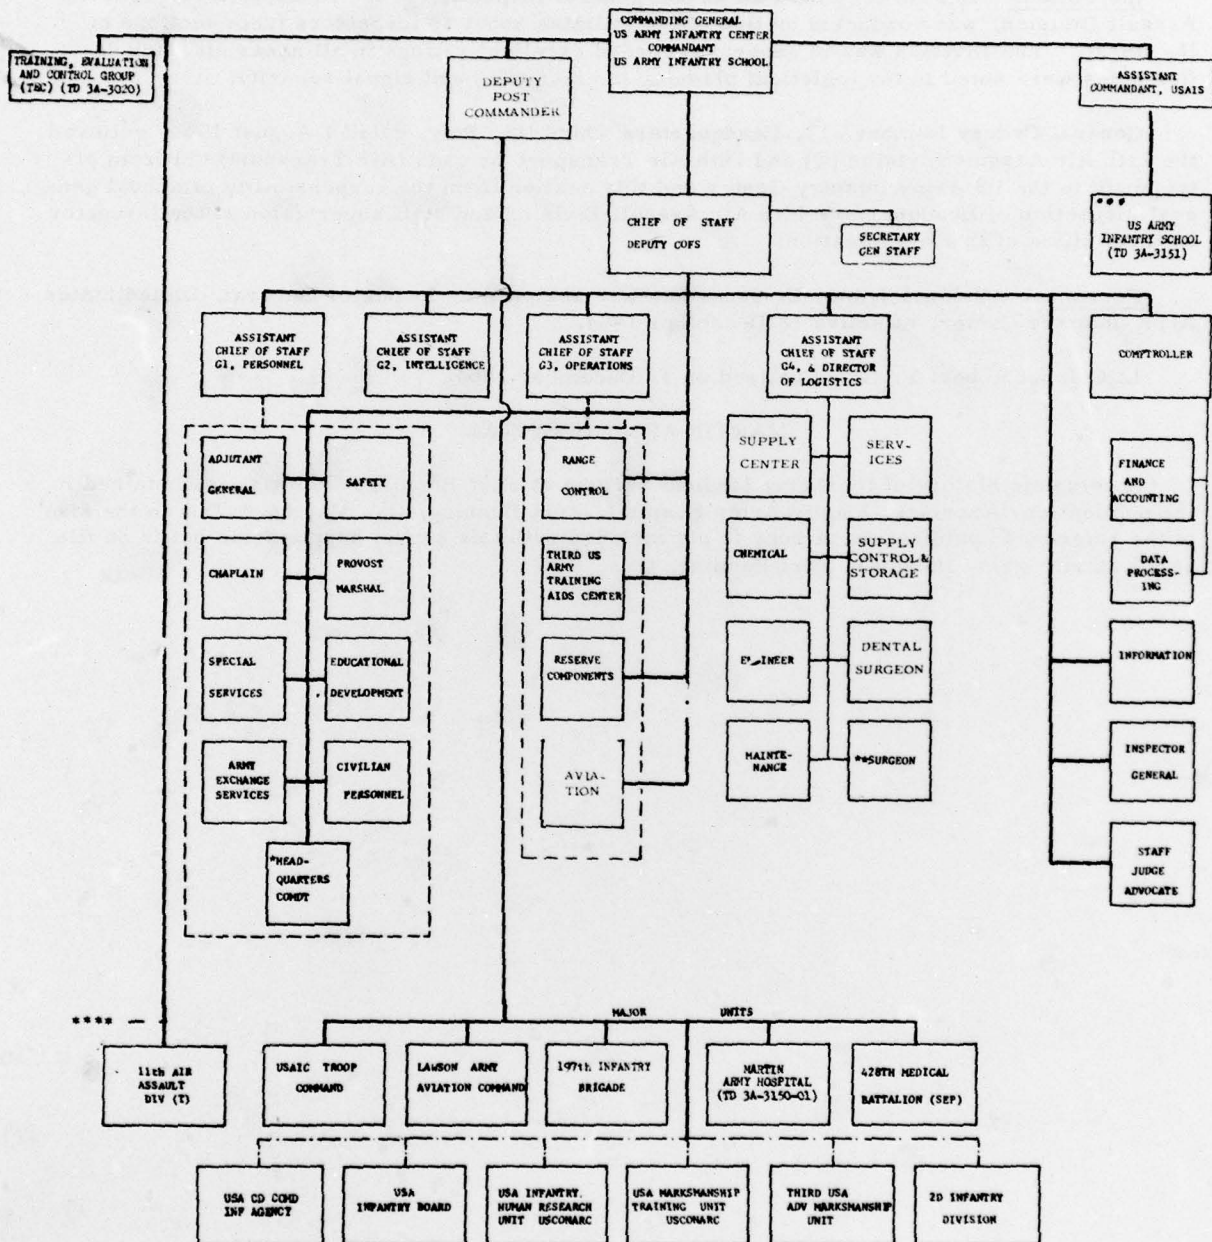 COMMANDING GENERAL
US ARMY INFANTRY CENTER
COMMANDANT
US ARMY INFANTRY SCHOOL
TRAINING, EVALUATION
AND CONTROL GROUP
(TEC) (TD 3A-3020)
DEPUTY
POST
COMMANDER
ASSISTANT
COMMANDANT, USAIS
CHIEF OF STAFF
DEPUTY COFS
SECRETARY
GEN STAFF
***
US ARMY
INFANTRY SCHOOL
(TD 3A-3151)
ASSISTANT
CHIEF OF STAFF
G1, PERSONNEL
ASSISTANT
CHIEF OF STAFF
G2, INTELLIGENCE
ASSISTANT
CHIEF OF STAFF
G3, OPERATIONS
ASSISTANT
CHIEF OF STAFF
G4, & DIRECTOR
OF LOGISTICS
COMPTROLLER
ADJUTANT
GENERAL
SAFETY
CHAPLAIN
PROVOST
MARSHAL
SPECIAL
SERVICES
EDUCATIONAL
DEVELOPMENT
ARMY
EXCHANGE
SERVICES
CIVILIAN
PERSONNEL
*HEAD-
QUARTERS
COMDT
RANGE
CONTROL
THIRD US
ARMY
TRAINING
AIDS CENTER
RESERVE
COMPONENTS
AVIA-
TION
SUPPLY
CENTER
SERV-
ICES
CHEMICAL
SUPPLY
CONTROL &
STORAGE
ENGINEER
DENTAL
SURGEON
MAINTE-
NANCE
**SURGEON
FINANCE
AND
ACCOUNTING
DATA
PROCESS-
ING
INFORMATION
INSPECTOR
GENERAL
STAFF
JUDGE
ADVOCATE
****
MAJOR UNITS
11th AIR
ASSAULT
DIV (T)
USAIC TROOP
COMMAND
LAWSON ARMY
AVIATION COMMAND
197th INFANTRY
BRIGADE
MARTIN
ARMY HOSPITAL
(TD 3A-3150-01)
428TH MEDICAL
BATTALION (SEP)
USA CD COMD
INF AGENCY
USA
INFANTRY BOARD
USA INFANTRY
HUMAN RESEARCH
UNIT USCONARC
USA MARKSMANSHIP
TRAINING UNIT
USCONARC
THIRD USA
ADV MARKSMANSHIP
UNIT
2D INFANTRY
DIVISION